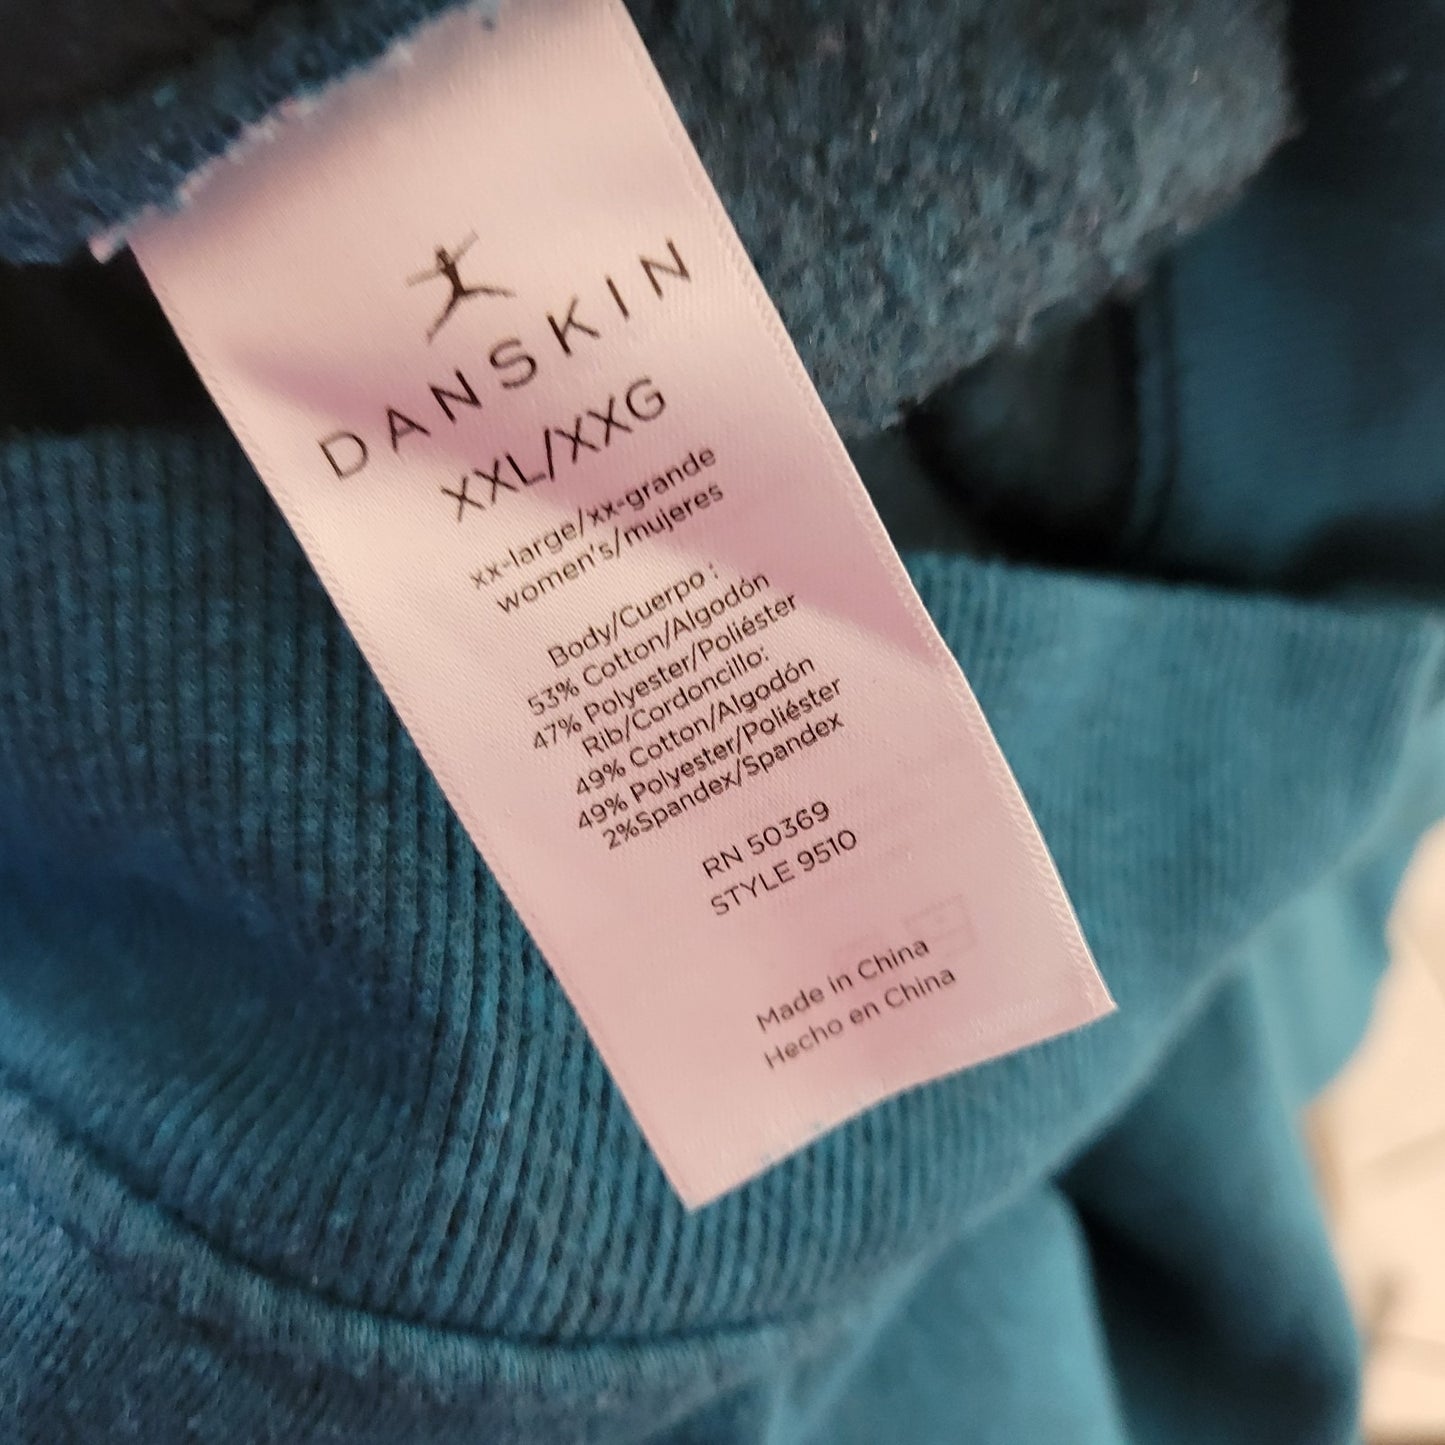 DANSKIN
XXL/XXG
xx-large/xx-grande
women's/mujeres
Body/Cuerpo :
53% Cotton/Algodón
47% Polyester/Poliéster
Rib/Cordoncillo:
49% Cotton/Algodón
49% Polyester/Poliéster
2%Spandex/Spandex
RN 50369
STYLE 9510
Made in China
Hecho en China